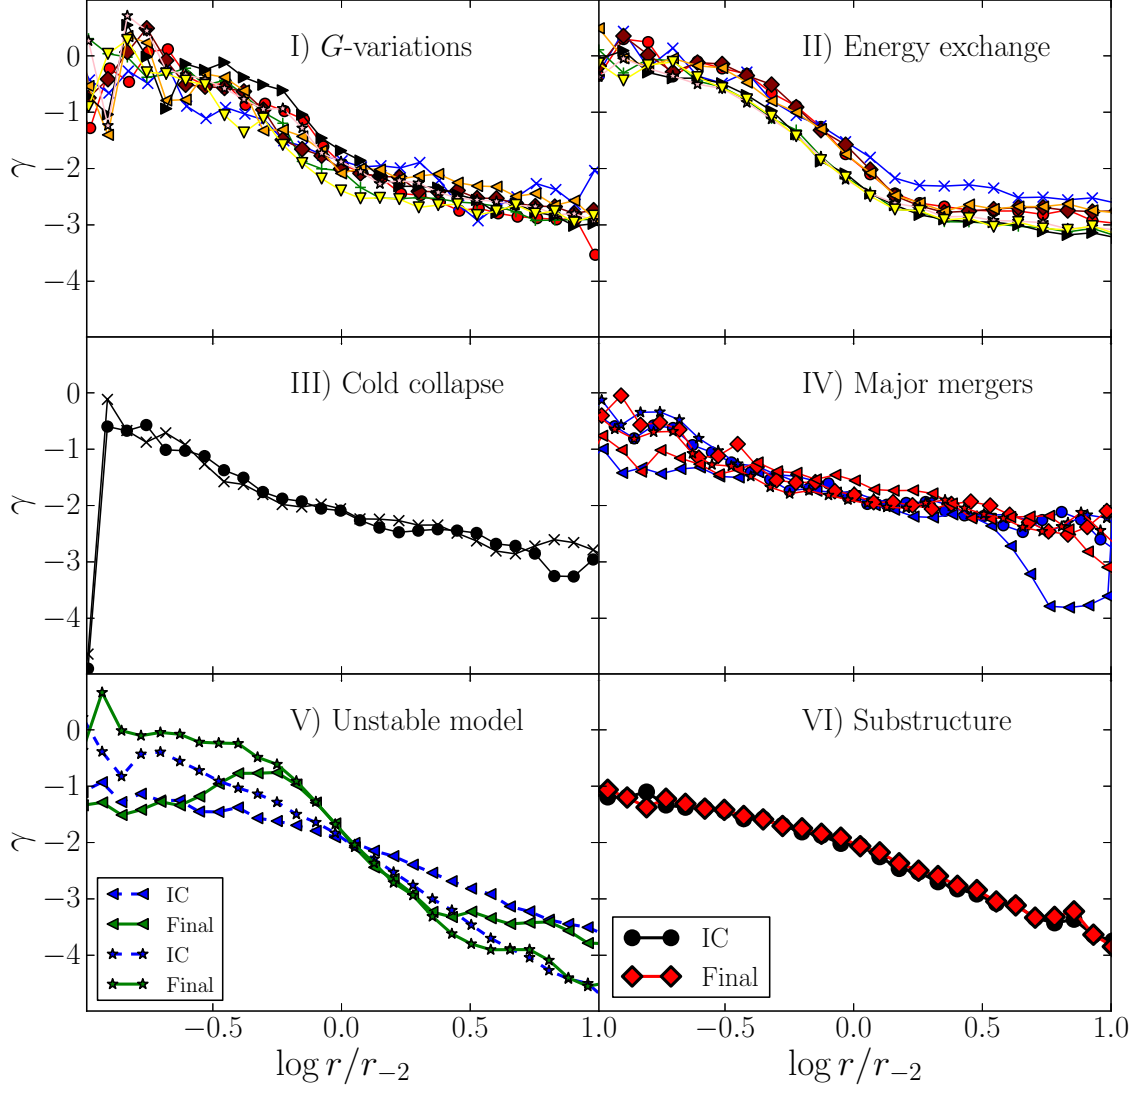 I) G-variations
II) Energy exchange
0
−1
−2
−3
−4
γ
III) Cold collapse
IV) Major mergers
0
−1
−2
−3
−4
γ
V) Unstable model
VI) Substructure
0
−1
−2
−3
−4
γ
IC
Final
IC
Final
IC
Final
−0.5 0.0 0.5 1.0
−0.5 0.0 0.5 1.0
log r/r₋₂
log r/r₋₂